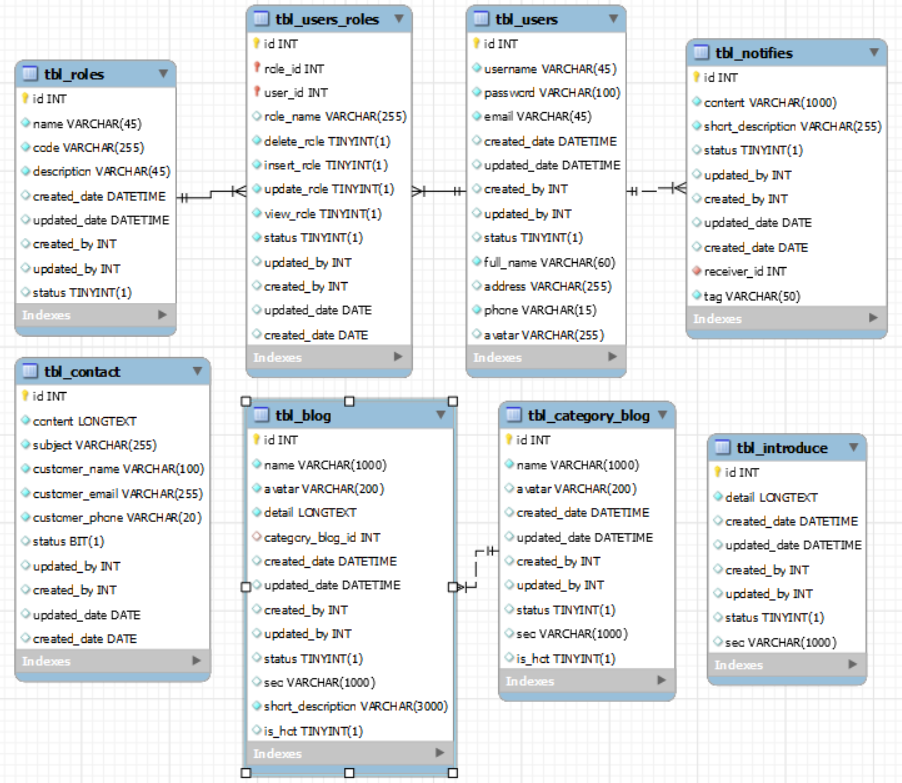 tbl_roles
id INT
name VARCHAR(45)
code VARCHAR(255)
description VARCHAR(45)
created_date DATETIME
updated_date DATETIME
created_by INT
updated_by INT
status TINYINT(1)
Indexes
tbl_users_roles
id INT
role_id INT
user_id INT
role_name VARCHAR(255)
delete_role TINYINT(1)
insert_role TINYINT(1)
update_role TINYINT(1)
view_role TINYINT(1)
status TINYINT(1)
updated_by INT
created_by INT
updated_date DATE
created_date DATE
Indexes
tbl_users
id INT
username VARCHAR(45)
password VARCHAR(100)
email VARCHAR(45)
created_date DATETIME
updated_date DATETIME
created_by INT
updated_by INT
status TINYINT(1)
full_name VARCHAR(60)
address VARCHAR(255)
phone VARCHAR(15)
avatar VARCHAR(255)
Indexes
tbl_notifies
id INT
content VARCHAR(1000)
short_description VARCHAR(255)
status TINYINT(1)
updated_by INT
created_by INT
updated_date DATE
created_date DATE
receiver_id INT
tag VARCHAR(50)
Indexes
tbl_contact
id INT
content LONGTEXT
subject VARCHAR(255)
customer_name VARCHAR(100)
customer_email VARCHAR(255)
customer_phone VARCHAR(20)
status BIT(1)
updated_by INT
created_by INT
updated_date DATE
created_date DATE
Indexes
tbl_blog
id INT
name VARCHAR(1000)
avatar VARCHAR(200)
detail LONGTEXT
category_blog_id INT
created_date DATETIME
updated_date DATETIME
created_by INT
updated_by INT
status TINYINT(1)
seo VARCHAR(1000)
short_description VARCHAR(3000)
is_hot TINYINT(1)
Indexes
tbl_category_blog
id INT
name VARCHAR(1000)
avatar VARCHAR(200)
created_date DATETIME
updated_date DATETIME
created_by INT
updated_by INT
status TINYINT(1)
seo VARCHAR(1000)
is_hot TINYINT(1)
Indexes
tbl_introduce
id INT
detail LONGTEXT
created_date DATETIME
updated_date DATETIME
created_by INT
updated_by INT
status TINYINT(1)
seo VARCHAR(1000)
Indexes